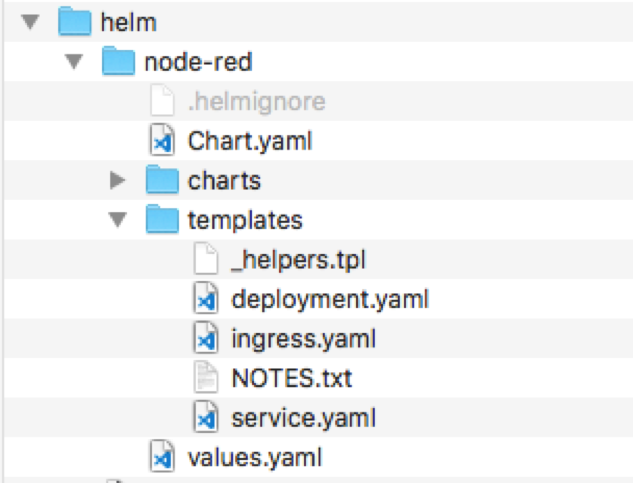 helm
node-red
.helmignore
Chart.yaml
charts
templates
_helpers.tpl
deployment.yaml
ingress.yaml
NOTES.txt
service.yaml
values.yaml